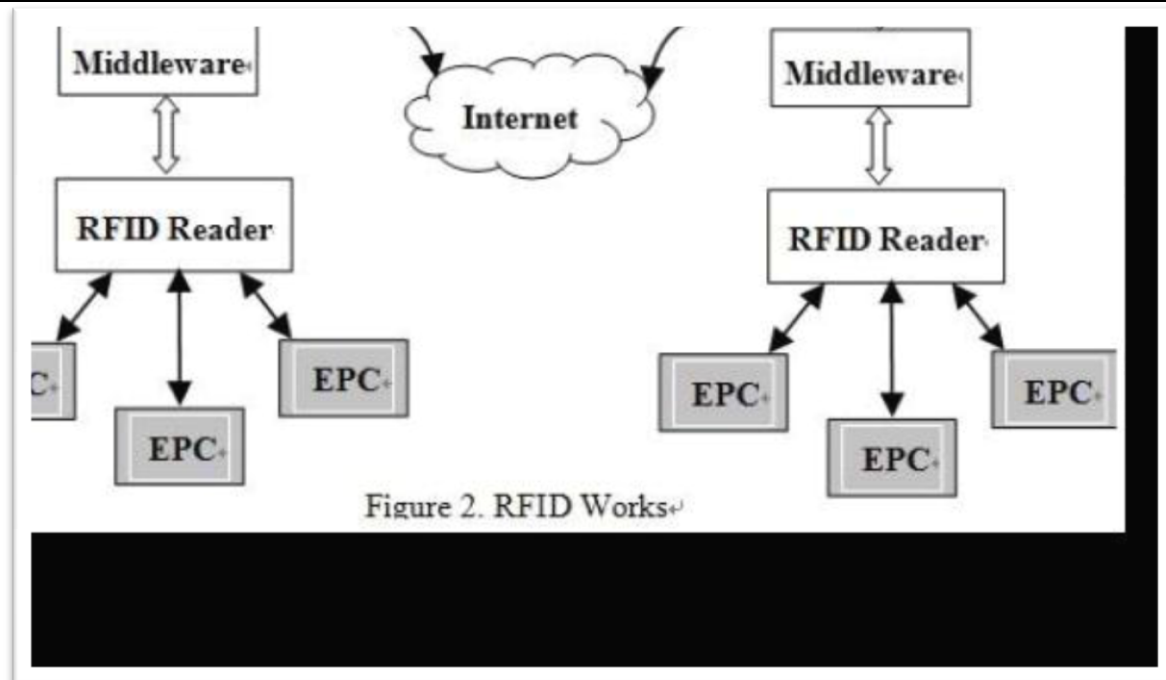 Middleware
Middleware
Internet
RFID Reader
RFID Reader
C
EPC
EPC
EPC
EPC
EPC
Figure 2. RFID Works